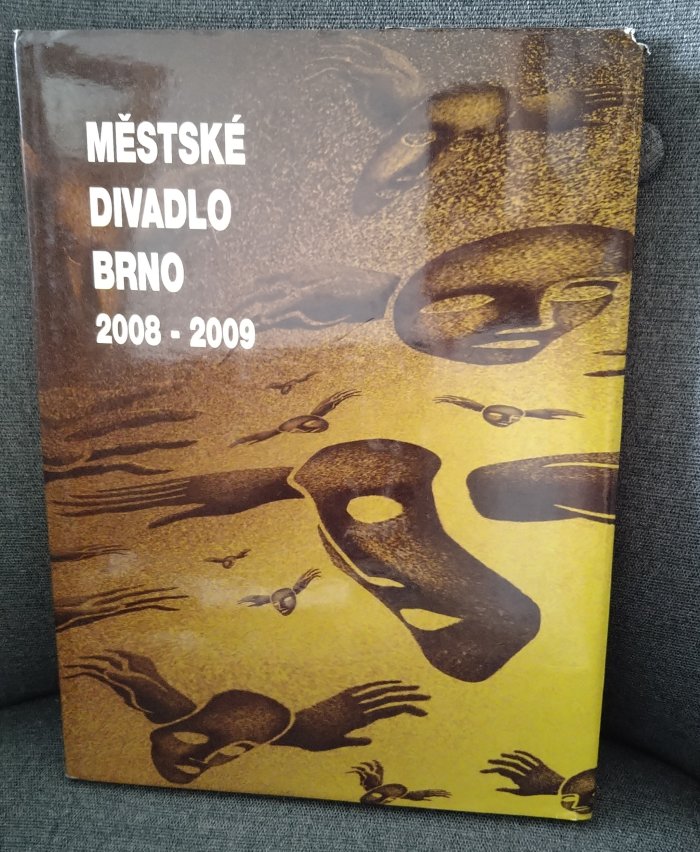 MĚSTSKÉ
DIVADLO
BRNO
2008 - 2009